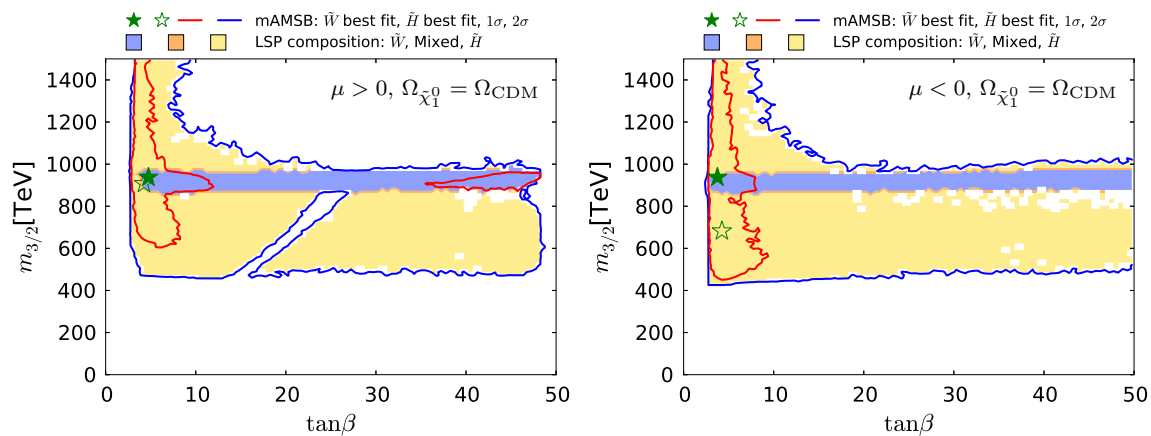 mAMSB: W̃ best fit, H̃ best fit, 1σ, 2σ
LSP composition: W̃, Mixed, H̃
μ > 0, Ω_χ̃₁⁰ = Ω_CDM
1400
1200
1000
800
600
400
200
0
m₃/₂[TeV]
0 10 20 30 40 50
tanβ
mAMSB: W̃ best fit, H̃ best fit, 1σ, 2σ
LSP composition: W̃, Mixed, H̃
μ < 0, Ω_χ̃₁⁰ = Ω_CDM
1400
1200
1000
800
600
400
200
0
m₃/₂[TeV]
0 10 20 30 40 50
tanβ